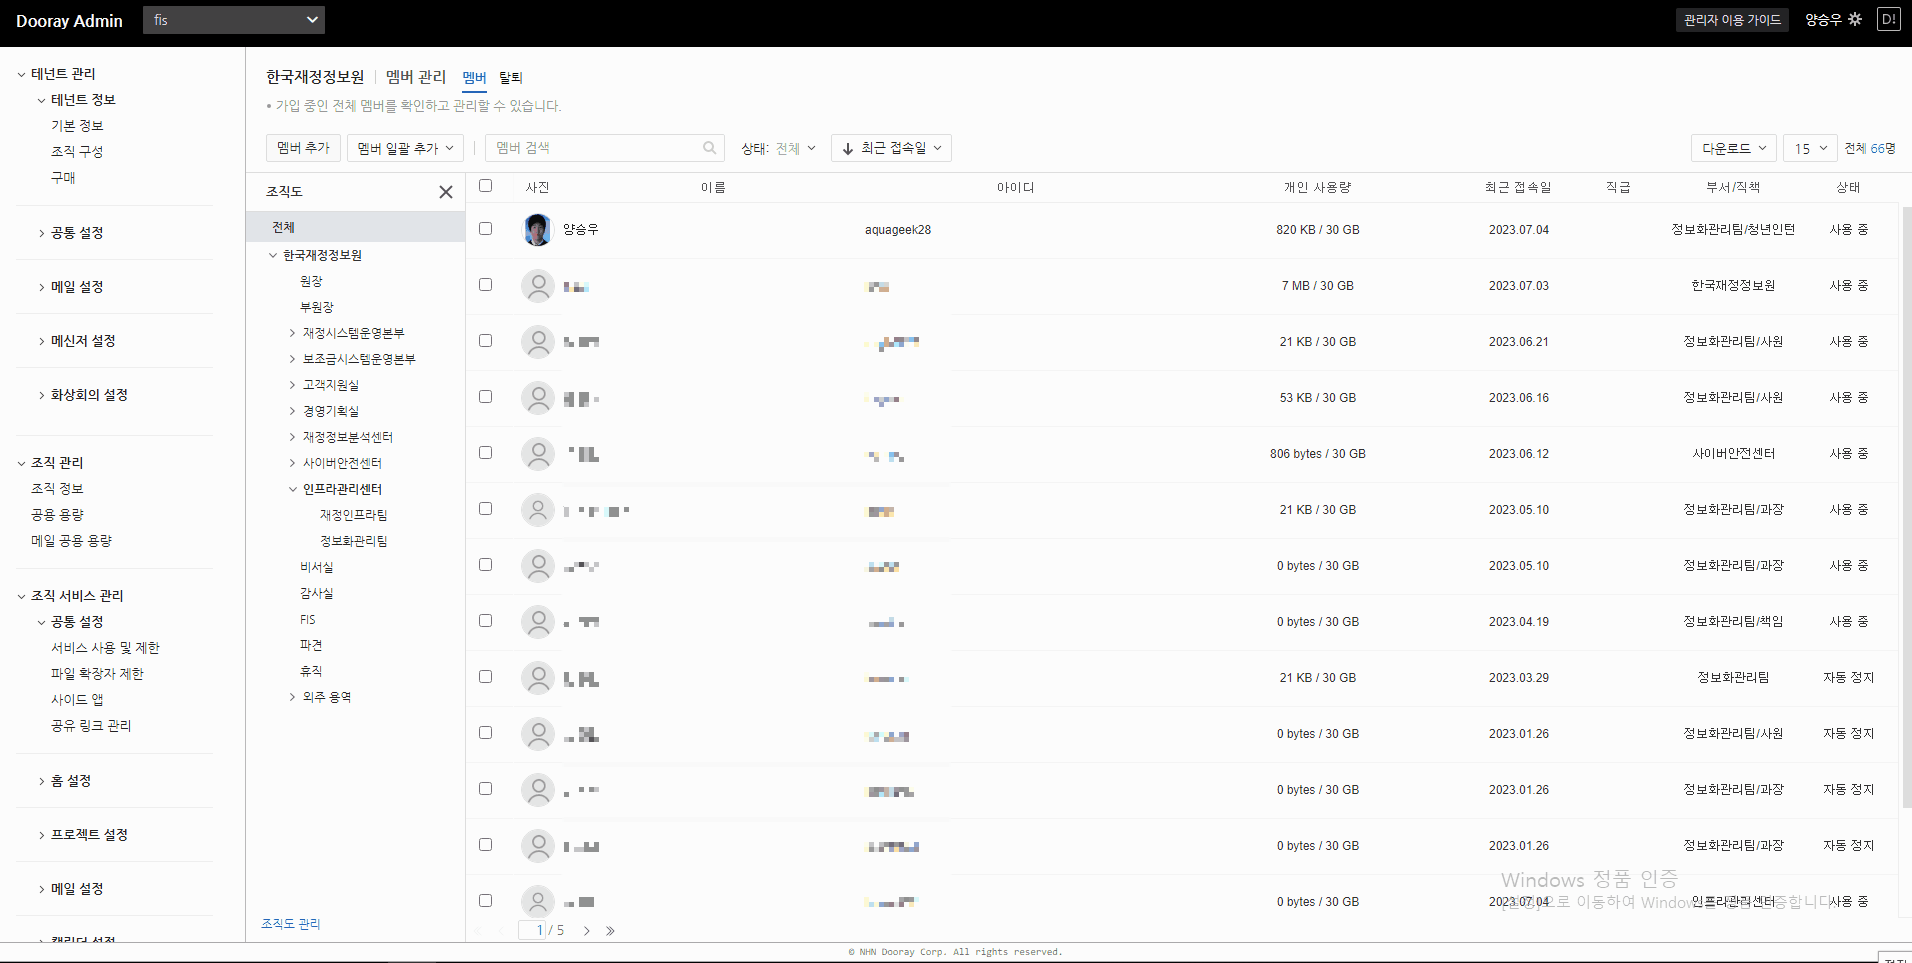 Dooray Admin
fis
관리자 이용 가이드
양승우
D!
테넌트 관리
테넌트 정보
기본 정보
조직 구성
구매
공통 설정
메일 설정
메신저 설정
화상회의 설정
조직 관리
조직 정보
공용 용량
메일 공용 용량
조직 서비스 관리
공통 설정
서비스 사용 및 제한
파일 확장자 제한
사이드 앱
공유 링크 관리
홈 설정
프로젝트 설정
메일 설정
캘린더 설정
한국재정정보원 멤버 관리 멤버 탈퇴
• 가입 중인 전체 멤버를 확인하고 관리할 수 있습니다.
멤버 추가 멤버 일괄 추가 멤버 검색 상태: 전체 최근 접속일 다운로드 15 전체 66명
조직도
전체
한국재정정보원
원장
부원장
재정시스템운영본부
보조금시스템운영본부
고객지원실
경영기획실
재정정보분석센터
사이버안전센터
인프라관리센터
재정인프라팀
정보화관리팀
비서실
감사실
FIS
파견
휴직
외주 용역
조직도 관리
사진 이름 아이디 개인 사용량 최근 접속일 직급 부서/직책 상태
양승우 aquageek28 820 KB / 30 GB 2023.07.04 정보화관리팀/청년인턴 사용 중
7 MB / 30 GB 2023.07.03 한국재정정보원 사용 중
21 KB / 30 GB 2023.06.21 정보화관리팀/사원 사용 중
53 KB / 30 GB 2023.06.16 정보화관리팀/사원 사용 중
806 bytes / 30 GB 2023.06.12 사이버안전센터 사용 중
21 KB / 30 GB 2023.05.10 정보화관리팀/과장 사용 중
0 bytes / 30 GB 2023.05.10 정보화관리팀/과장 사용 중
0 bytes / 30 GB 2023.04.19 정보화관리팀/책임 사용 중
21 KB / 30 GB 2023.03.29 정보화관리팀 자동 정지
0 bytes / 30 GB 2023.01.26 정보화관리팀/사원 자동 정지
0 bytes / 30 GB 2023.01.26 정보화관리팀/과장 자동 정지
0 bytes / 30 GB 2023.01.26 정보화관리팀/과장 자동 정지
Windows 정품 인증
0 bytes / 30 GB 2023.07.04 인프라관리센터 사용 중
[설정]으로 이동하여 Windows를 정품 인증합니다
1 / 5
© NHN Dooray Corp. All rights reserved.